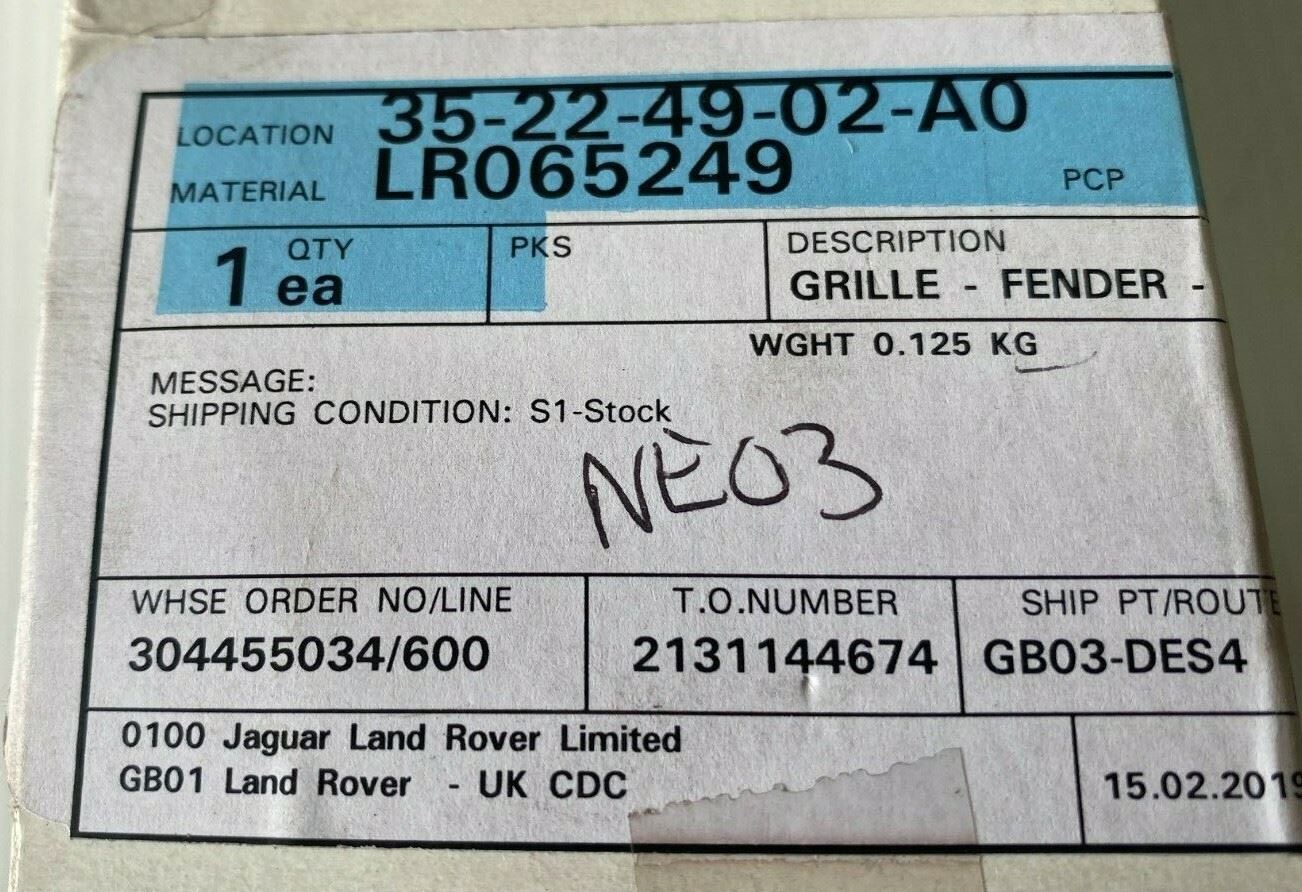 LOCATION 35-22-49-02-A0
MATERIAL LR065249 PCP
QTY PKS DESCRIPTION
1 ea GRILLE - FENDER -
WGHT 0.125 KG
MESSAGE:
SHIPPING CONDITION: S1-Stock
NE03
WHSE ORDER NO/LINE T.O.NUMBER SHIP PT/ROUTE
304455034/600 2131144674 GB03-DES4
0100 Jaguar Land Rover Limited
GB01 Land Rover - UK CDC 15.02.2019